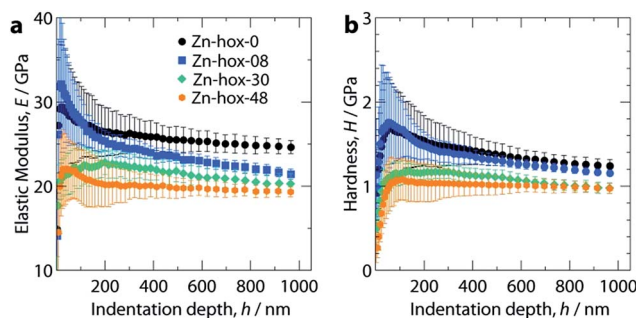 a
Elastic Modulus, E / GPa
40
30
20
10
Zn-hox-0
Zn-hox-08
Zn-hox-30
Zn-hox-48
0 200 400 600 800 1000
Indentation depth, h / nm
b
Hardness, H / GPa
3
2
1
0
0 200 400 600 800 1000
Indentation depth, h / nm